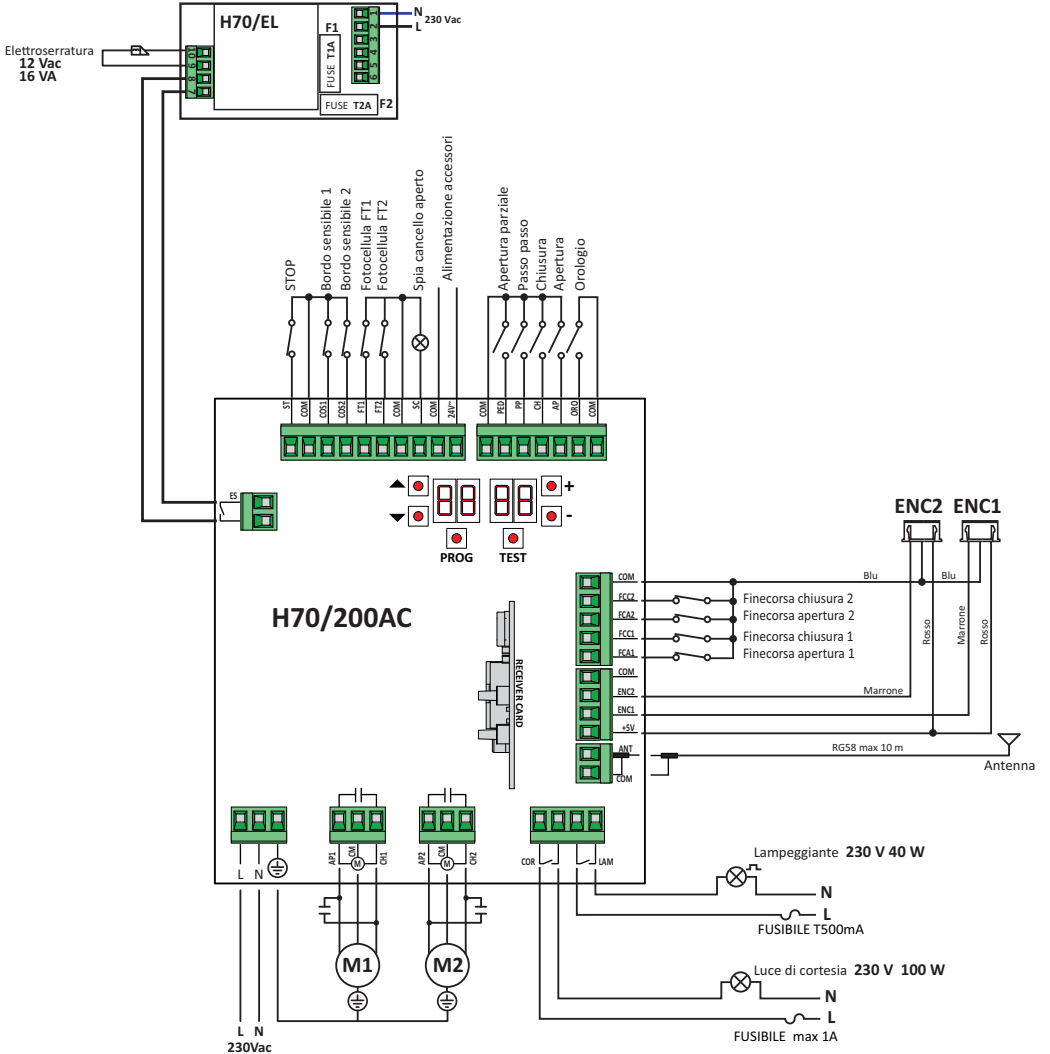 H70/EL
F1
FUSE T1A
FUSE T2A F2
1
2
3
4
5
6
N
L
230 Vac
10
9
8
7
Elettroserratura
12 Vac
16 VA
STOP
Bordo sensibile 1
Bordo sensibile 2
Fotocellula FT1
Fotocellula FT2
Spia cancello aperto
Alimentazione accessori
Apertura parziale
Passo passo
Chiusura
Apertura
Orologio
ST
COM
COS1
COS2
FT1
FT2
COM
SC
COM
24V~
COM
PED
PP
CH
AP
ORO
COM
ES
+
-
PROG
TEST
H70/200AC
RECEIVER CARD
ENC2
ENC1
COM
FCC2
FCA2
FCC1
FCA1
COM
ENC2
ENC1
+5V
ANT
COM
Blu
Blu
Finecorsa chiusura 2
Finecorsa apertura 2
Finecorsa chiusura 1
Finecorsa apertura 1
Rosso
Marrone
Rosso
Marrone
RG58 max 10 m
Antenna
L
N
AP1
CM
M
CH1
AP2
CM
M
CH2
COR
LAM
Lampeggiante 230 V 40 W
N
L
FUSIBILE T500mA
M1
M2
Luce di cortesia 230 V 100 W
N
L
FUSIBILE max 1A
L N
230Vac